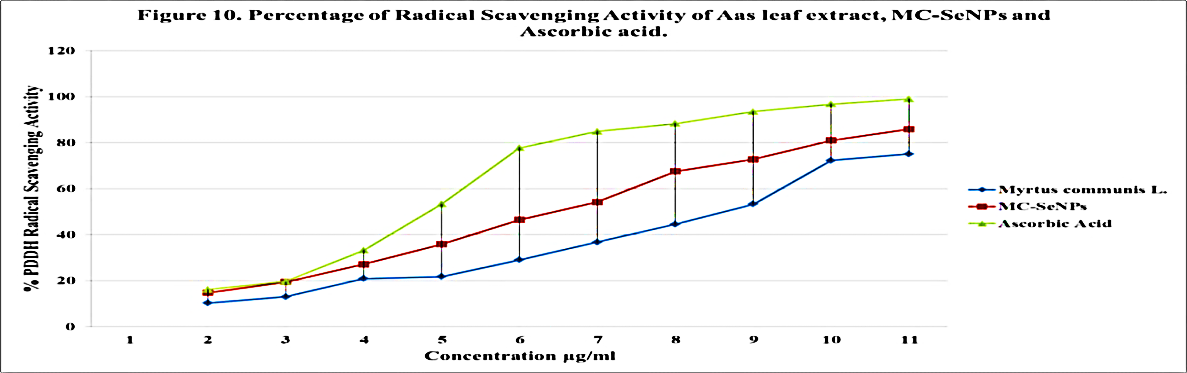 Figure 10. Percentage of Radical Scavenging Activity of Aas leaf extract, MC-SeNPs and
Ascorbic acid.
% PDDH Radical Scavenging Activity
120
100
80
60
40
20
0
1 2 3 4 5 6 7 8 9 10 11
Concentration µg/ml
Myrtus communis L.
MC-SeNPs
Ascorbic Acid